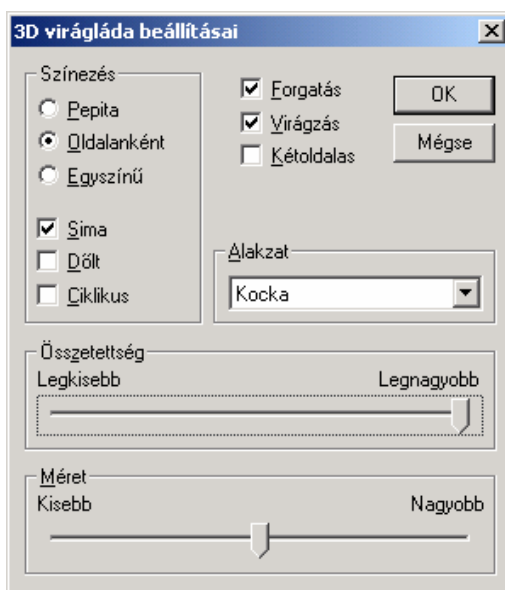 3D virágláda beállításai
Színezés
Pepita
Oldalanként
Egyszínű
Sima
Dőlt
Ciklikus
Forgatás
Virágzás
Kétoldalas
OK
Mégse
Alakzat
Kocka
Összetettség
Legkisebb Legnagyobb
Méret
Kisebb Nagyobb